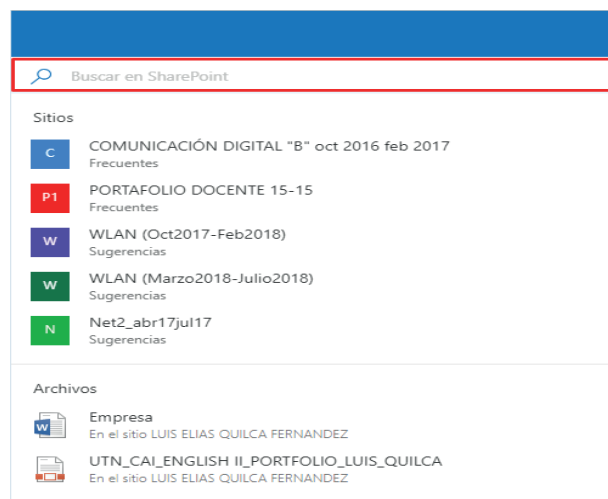 Buscar en SharePoint
Sitios
C
COMUNICACIÓN DIGITAL "B" oct 2016 feb 2017
Frecuentes
P1
PORTAFOLIO DOCENTE 15-15
Frecuentes
W
WLAN (Oct2017-Feb2018)
Sugerencias
W
WLAN (Marzo2018-Julio2018)
Sugerencias
N
Net2_abr17jul17
Sugerencias
Archivos
W
Empresa
En el sitio LUIS ELIAS QUILCA FERNANDEZ
UTN_CAI_ENGLISH II_PORTFOLIO_LUIS_QUILCA
En el sitio LUIS ELIAS QUILCA FERNANDEZ